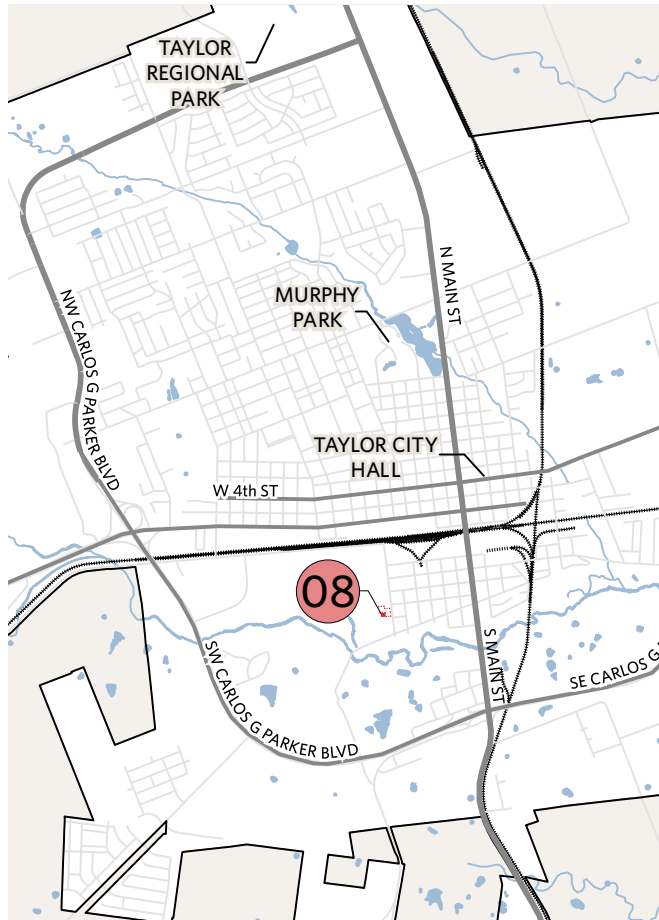 TAYLOR
REGIONAL
PARK
N MAIN ST
MURPHY
PARK
NW CARLOS G PARKER BLVD
TAYLOR CITY
HALL
W 4th ST
08
SW CARLOS G PARKER BLVD
S MAIN ST
SE CARLOS G